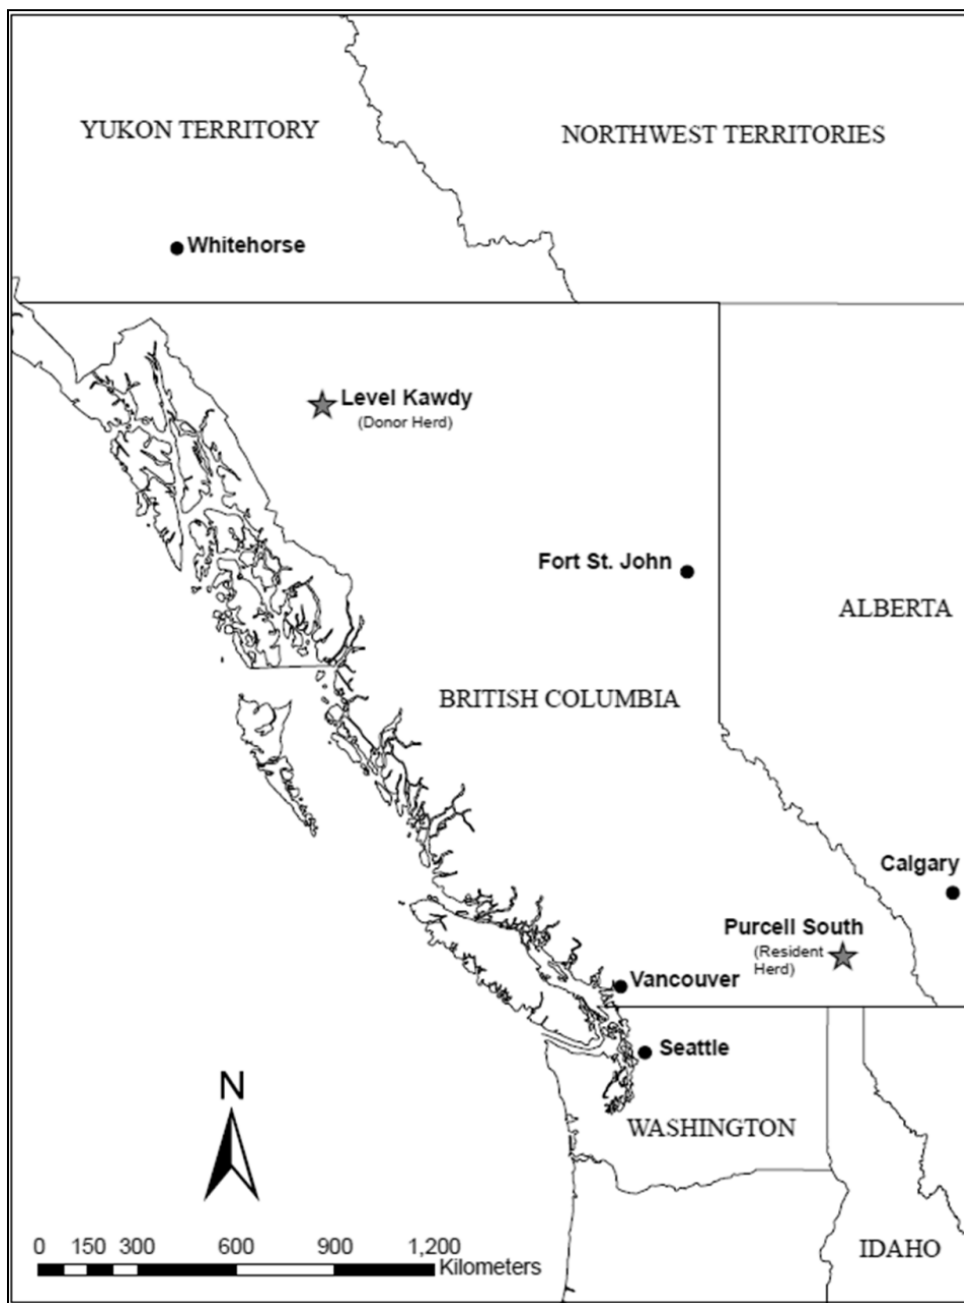 YUKON TERRITORY
NORTHWEST TERRITORIES
Whitehorse
Level Kawdy
(Donor Herd)
Fort St. John
ALBERTA
BRITISH COLUMBIA
Calgary
Purcell South
(Resident
Herd)
Vancouver
Seattle
N
WASHINGTON
0 150 300 600 900 1,200
Kilometers
IDAHO